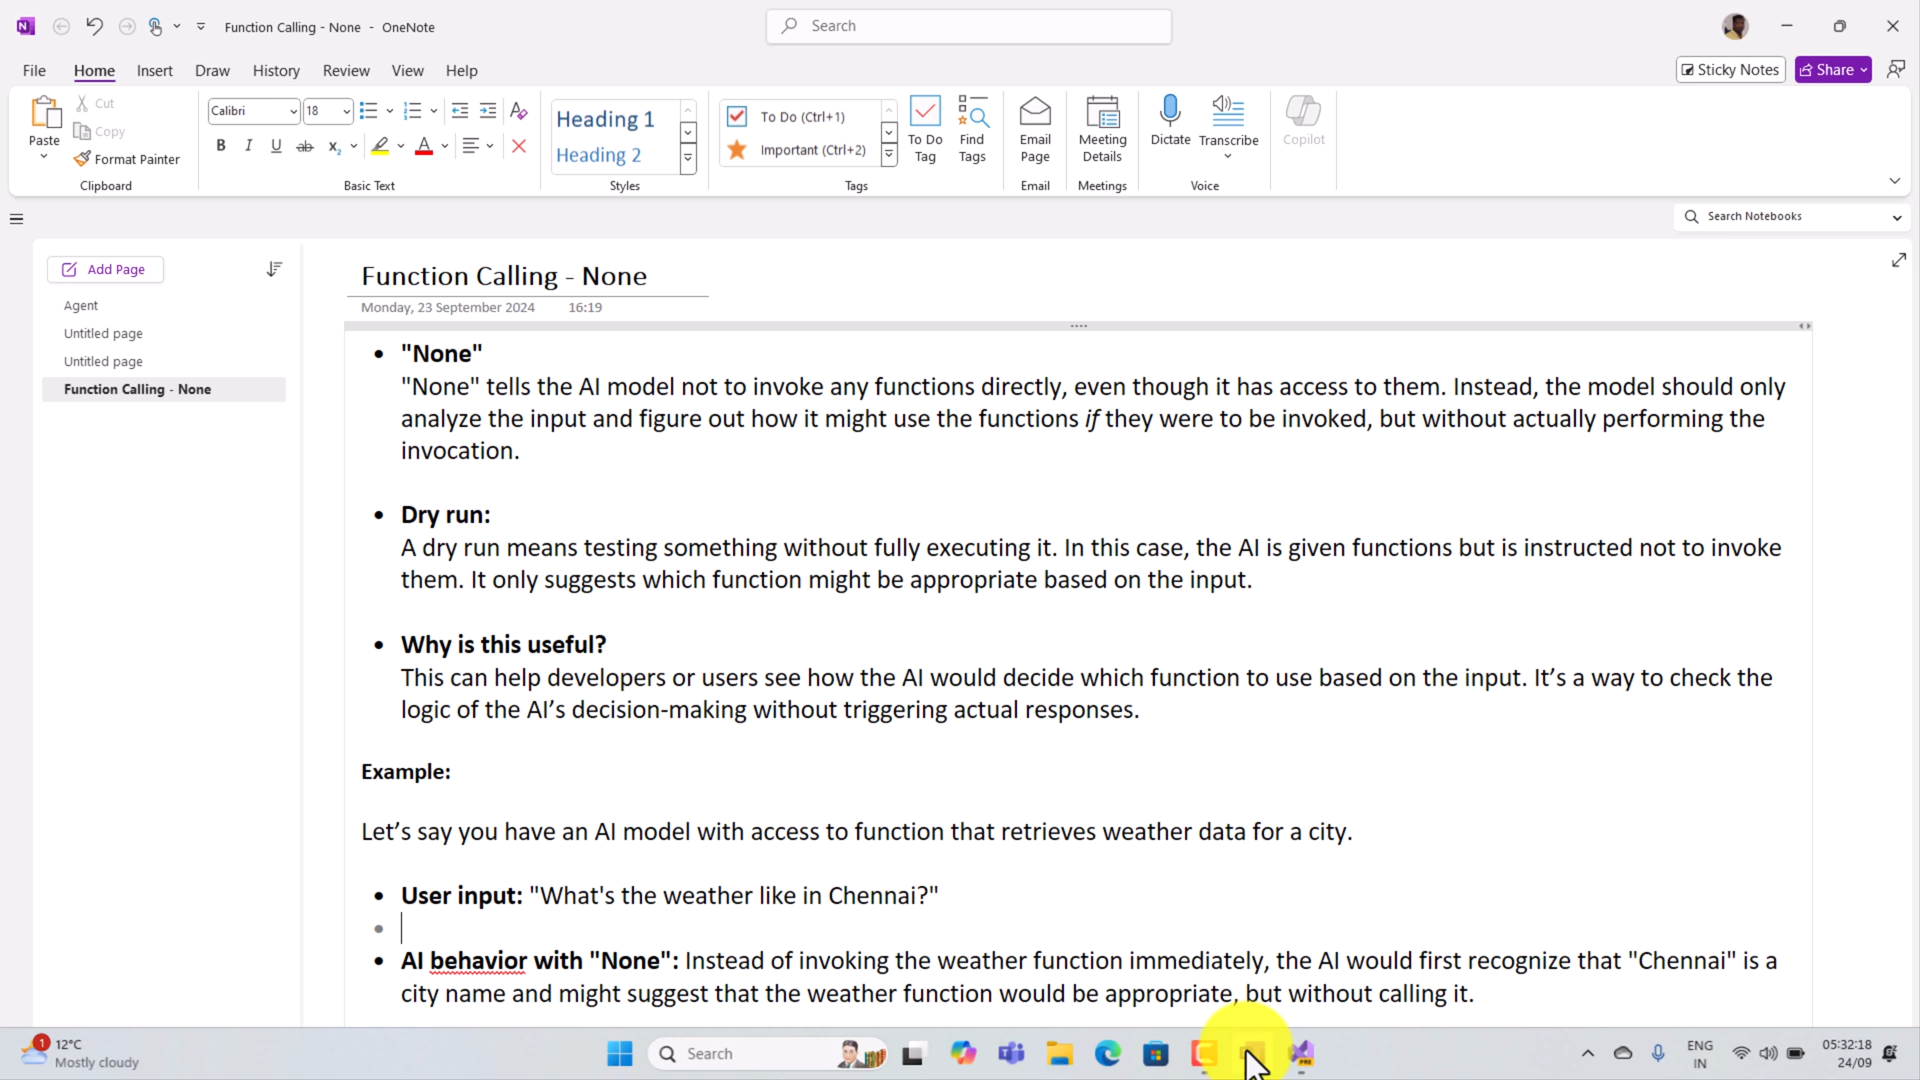 Function Calling - None - OneNote
Search
File Home Insert Draw History Review View Help
Sticky Notes Share
Paste
Cut
Copy
Format Painter
Clipboard
Calibri 18
B I U ab x₂ A
Basic Text
Heading 1
Heading 2
Styles
To Do (Ctrl+1)
Important (Ctrl+2)
Tags
To Do
Tag
Find
Tags
Email
Page
Email
Meeting
Details
Meetings
Dictate Transcribe
Voice
Copilot
Search Notebooks
Add Page
Agent
Untitled page
Untitled page
Function Calling - None
Function Calling - None
Monday, 23 September 2024 16:19
• "None"
"None" tells the AI model not to invoke any functions directly, even though it has access to them. Instead, the model should only
analyze the input and figure out how it might use the functions if they were to be invoked, but without actually performing the
invocation.
• Dry run:
A dry run means testing something without fully executing it. In this case, the AI is given functions but is instructed not to invoke
them. It only suggests which function might be appropriate based on the input.
• Why is this useful?
This can help developers or users see how the AI would decide which function to use based on the input. It’s a way to check the
logic of the AI’s decision-making without triggering actual responses.
Example:
Let’s say you have an AI model with access to function that retrieves weather data for a city.
• User input: "What's the weather like in Chennai?"
•
• AI behavior with "None": Instead of invoking the weather function immediately, the AI would first recognize that "Chennai" is a
city name and might suggest that the weather function would be appropriate, but without calling it.
1
12°C
Mostly cloudy
Search
PRE
ENG
IN
05:32:18
24/09